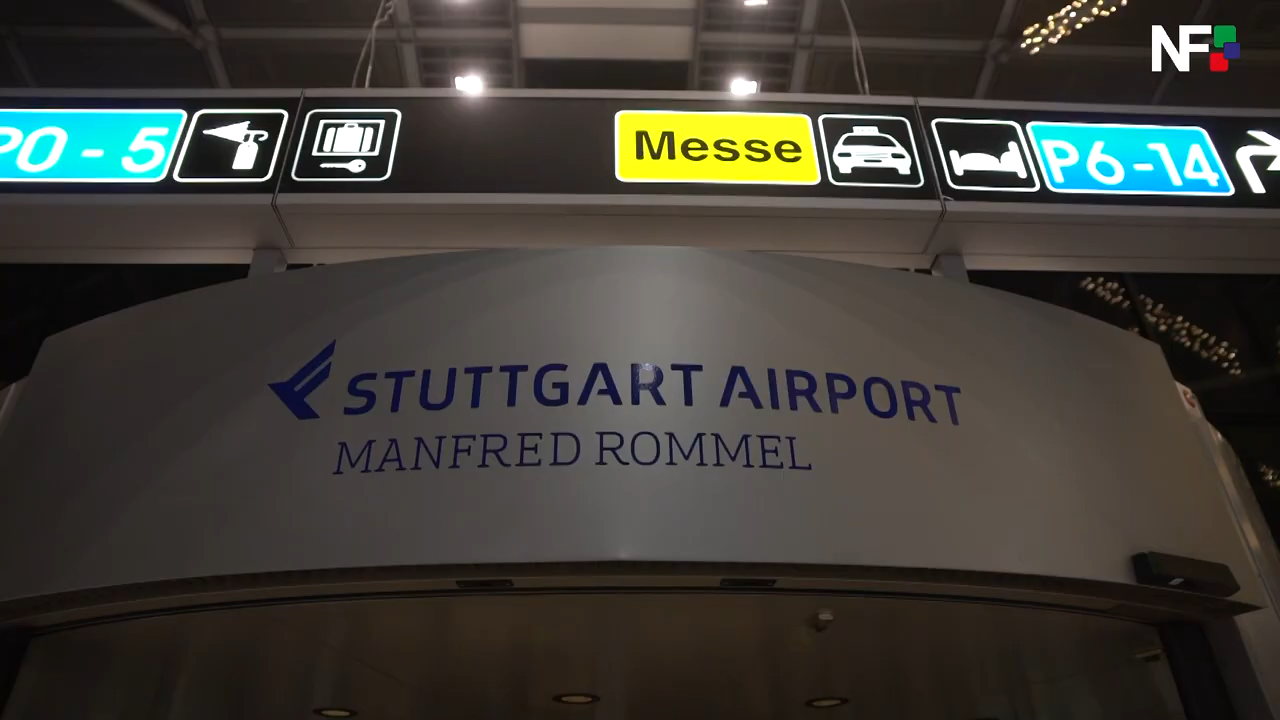 NF
P0 - 5
Messe
P6-14
STUTTGART AIRPORT
MANFRED ROMMEL